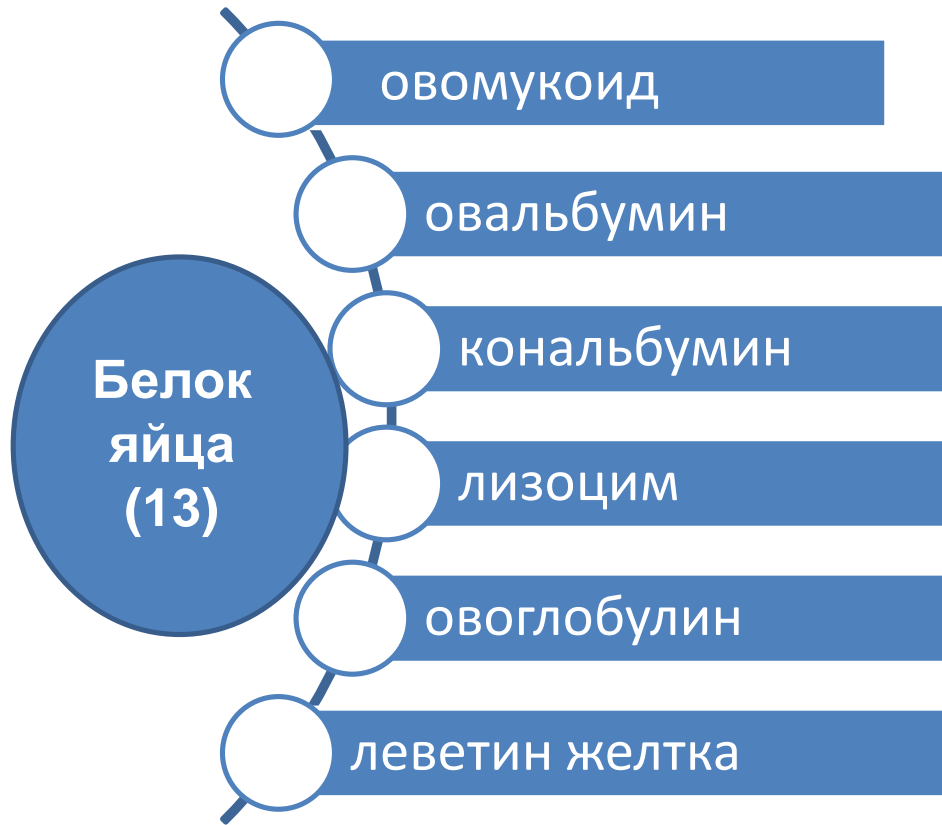 овомукоид
овальбумин
кональбумин
Белок
яйца
(13)
лизоцим
овоглобулин
леветин желтка